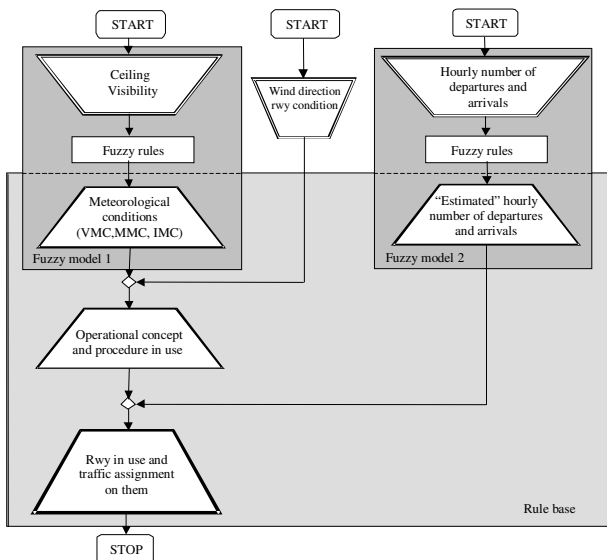 START
START
START
Ceiling
Visibility
Wind direction
rwy condition
Hourly number of
departures and
arrivals
Fuzzy rules
Fuzzy rules
Meteorological
conditions
(VMC,MMC, IMC)
“Estimated” hourly
number of departures
and arrivals
Fuzzy model 1
Fuzzy model 2
Operational concept
and procedure in use
Rwy in use and
traffic assignment
on them
Rule base
STOP